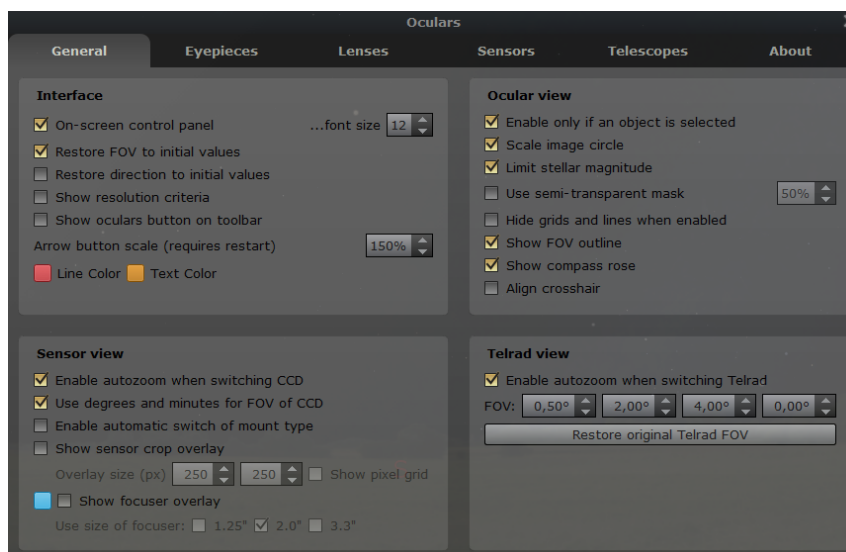 Oculars
General Eyepieces Lenses Sensors Telescopes About
Interface
On-screen control panel ...font size 12
Restore FOV to initial values
Restore direction to initial values
Show resolution criteria
Show oculars button on toolbar
Arrow button scale (requires restart) 150%
Line Color Text Color
Ocular view
Enable only if an object is selected
Scale image circle
Limit stellar magnitude
Use semi-transparent mask 50%
Hide grids and lines when enabled
Show FOV outline
Show compass rose
Align crosshair
Sensor view
Enable autozoom when switching CCD
Use degrees and minutes for FOV of CCD
Enable automatic switch of mount type
Show sensor crop overlay
Overlay size (px) 250 250 Show pixel grid
Show focuser overlay
Use size of focuser: 1.25" 2.0" 3.3"
Telrad view
Enable autozoom when switching Telrad
FOV: 0,50° 2,00° 4,00° 0,00°
Restore original Telrad FOV